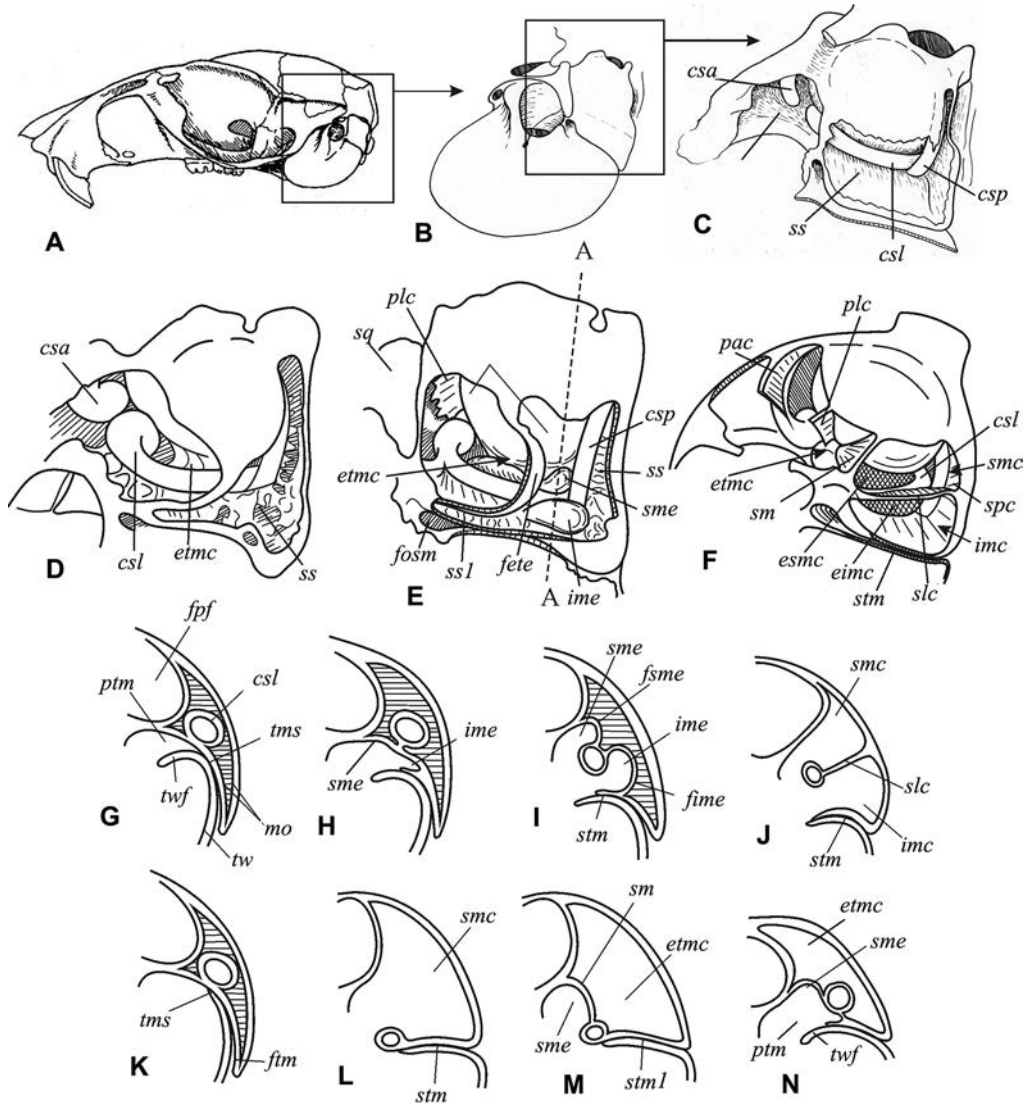 csa
csp
ss
csl
A
B
C
A
plc
sq
csa
csp
etmc
ss
sme
csl
etmc
ss
fosm
ss1
fete
ime
A
D
E
plc
pac
csl
smc
etmc
sm
spc
imc
esmc
eimc
stm
slc
F
fpf
ptm
csl
tms
twf
mo
tw
G
ime
sme
H
sme
fsme
ime
fime
stm
I
smc
slc
imc
stm
J
tms
ftm
K
smc
stm
L
sm
etmc
sme
stm1
M
etmc
sme
ptm
twf
N